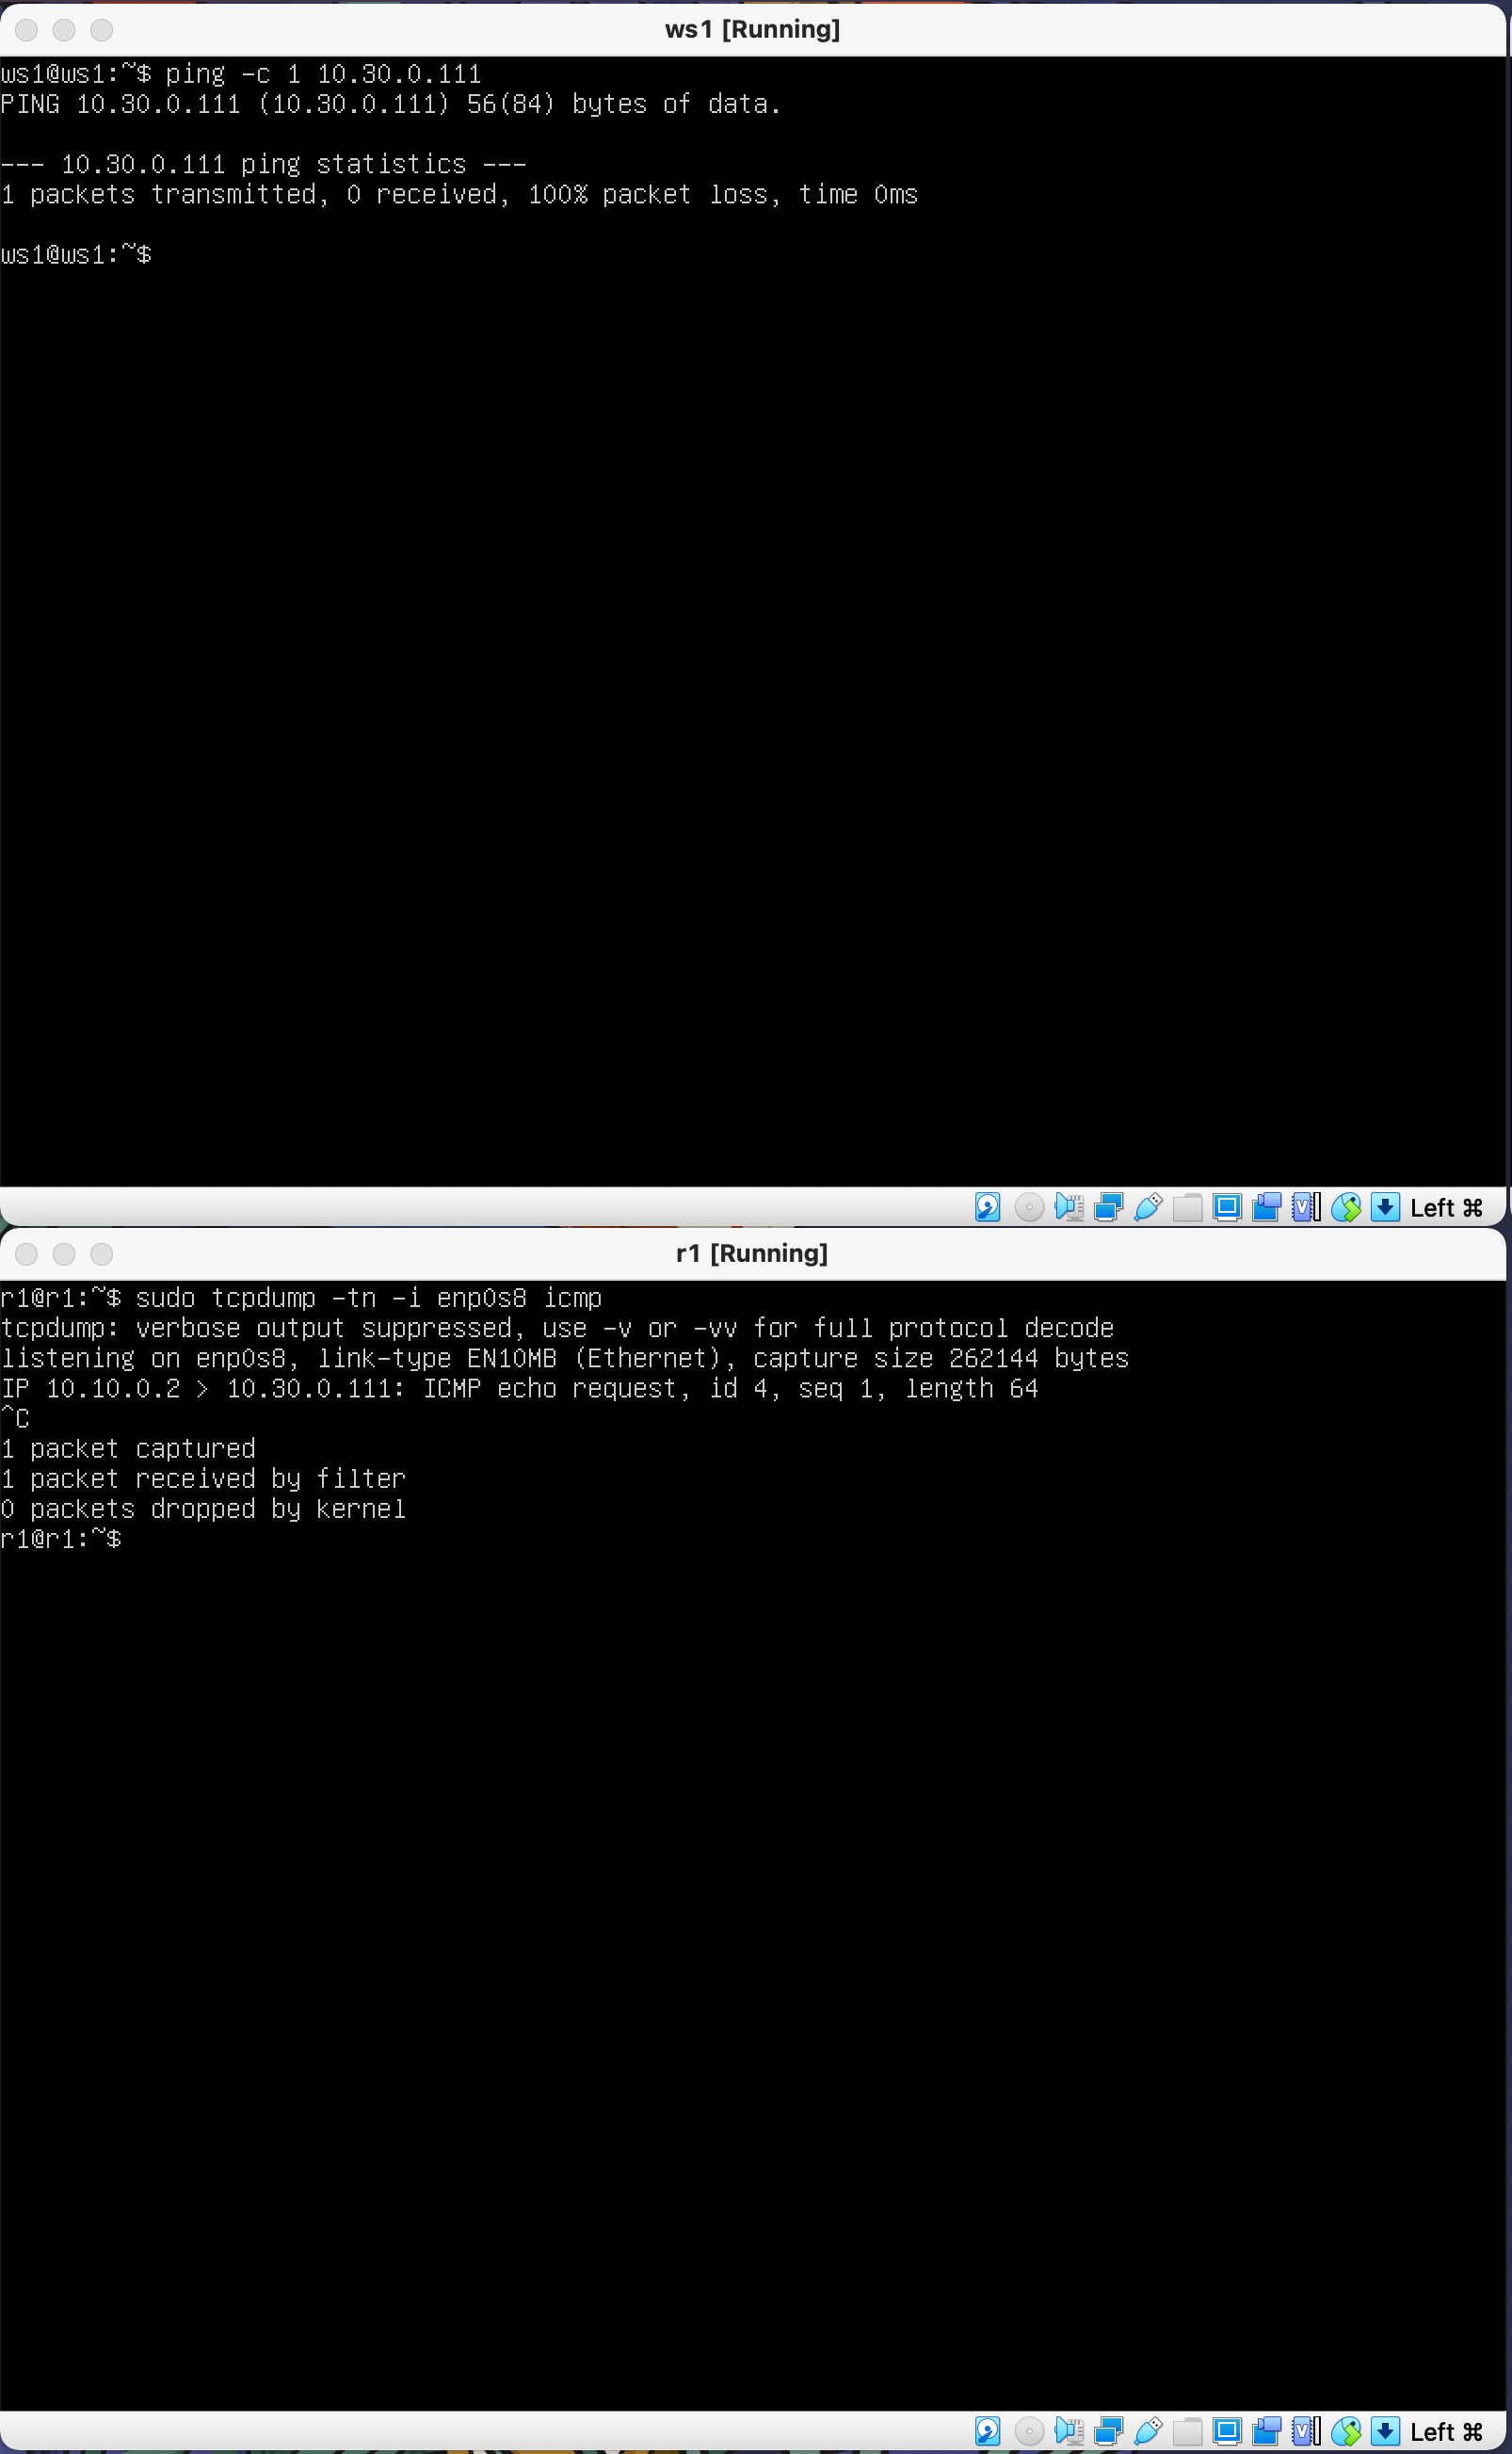 ws1 [Running]
ws1@ws1:~$ ping -c 1 10.30.0.111
PING 10.30.0.111 (10.30.0.111) 56(84) bytes of data.
--- 10.30.0.111 ping statistics ---
1 packets transmitted, 0 received, 100% packet loss, time 0ms
ws1@ws1:~$
Left ⌘
r1 [Running]
r1@r1:~$ sudo tcpdump -tn -i enp0s8 icmp
tcpdump: verbose output suppressed, use -v or -vv for full protocol decode
listening on enp0s8, link-type EN10MB (Ethernet), capture size 262144 bytes
IP 10.10.0.2 > 10.30.0.111: ICMP echo request, id 4, seq 1, length 64
^C
1 packet captured
1 packet received by filter
0 packets dropped by kernel
r1@r1:~$
Left ⌘